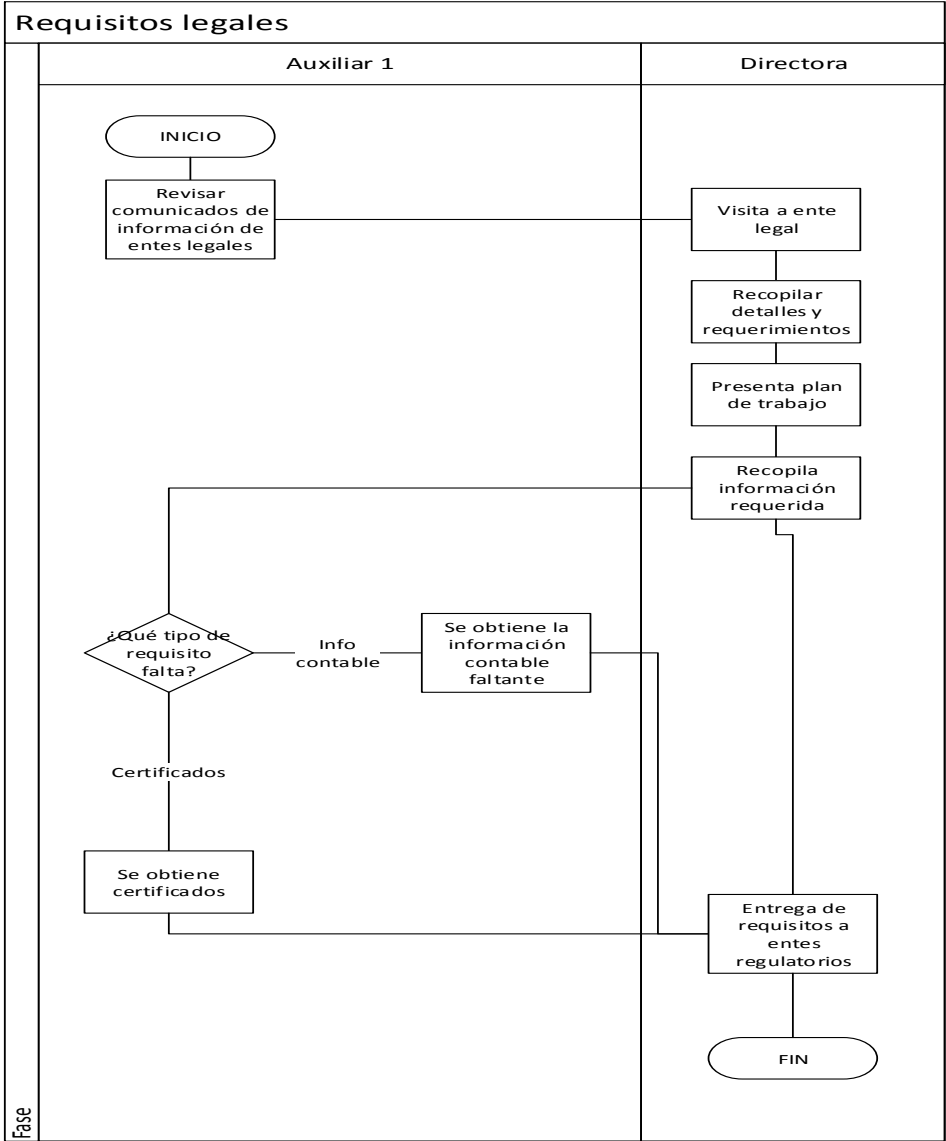 Requisitos legales
Auxiliar 1
Directora
INICIO
Revisar
comunicados de
información de
entes legales
Visita a ente
legal
Recopilar
detalles y
requerimientos
Presenta plan
de trabajo
Recopila
información
requerida
¿Qué tipo de
requisito
falta?
Info
contable
Se obtiene la
información
contable
faltante
Certificados
Se obtiene
certificados
Entrega de
requisitos a
entes
regulatorios
FIN
Fase